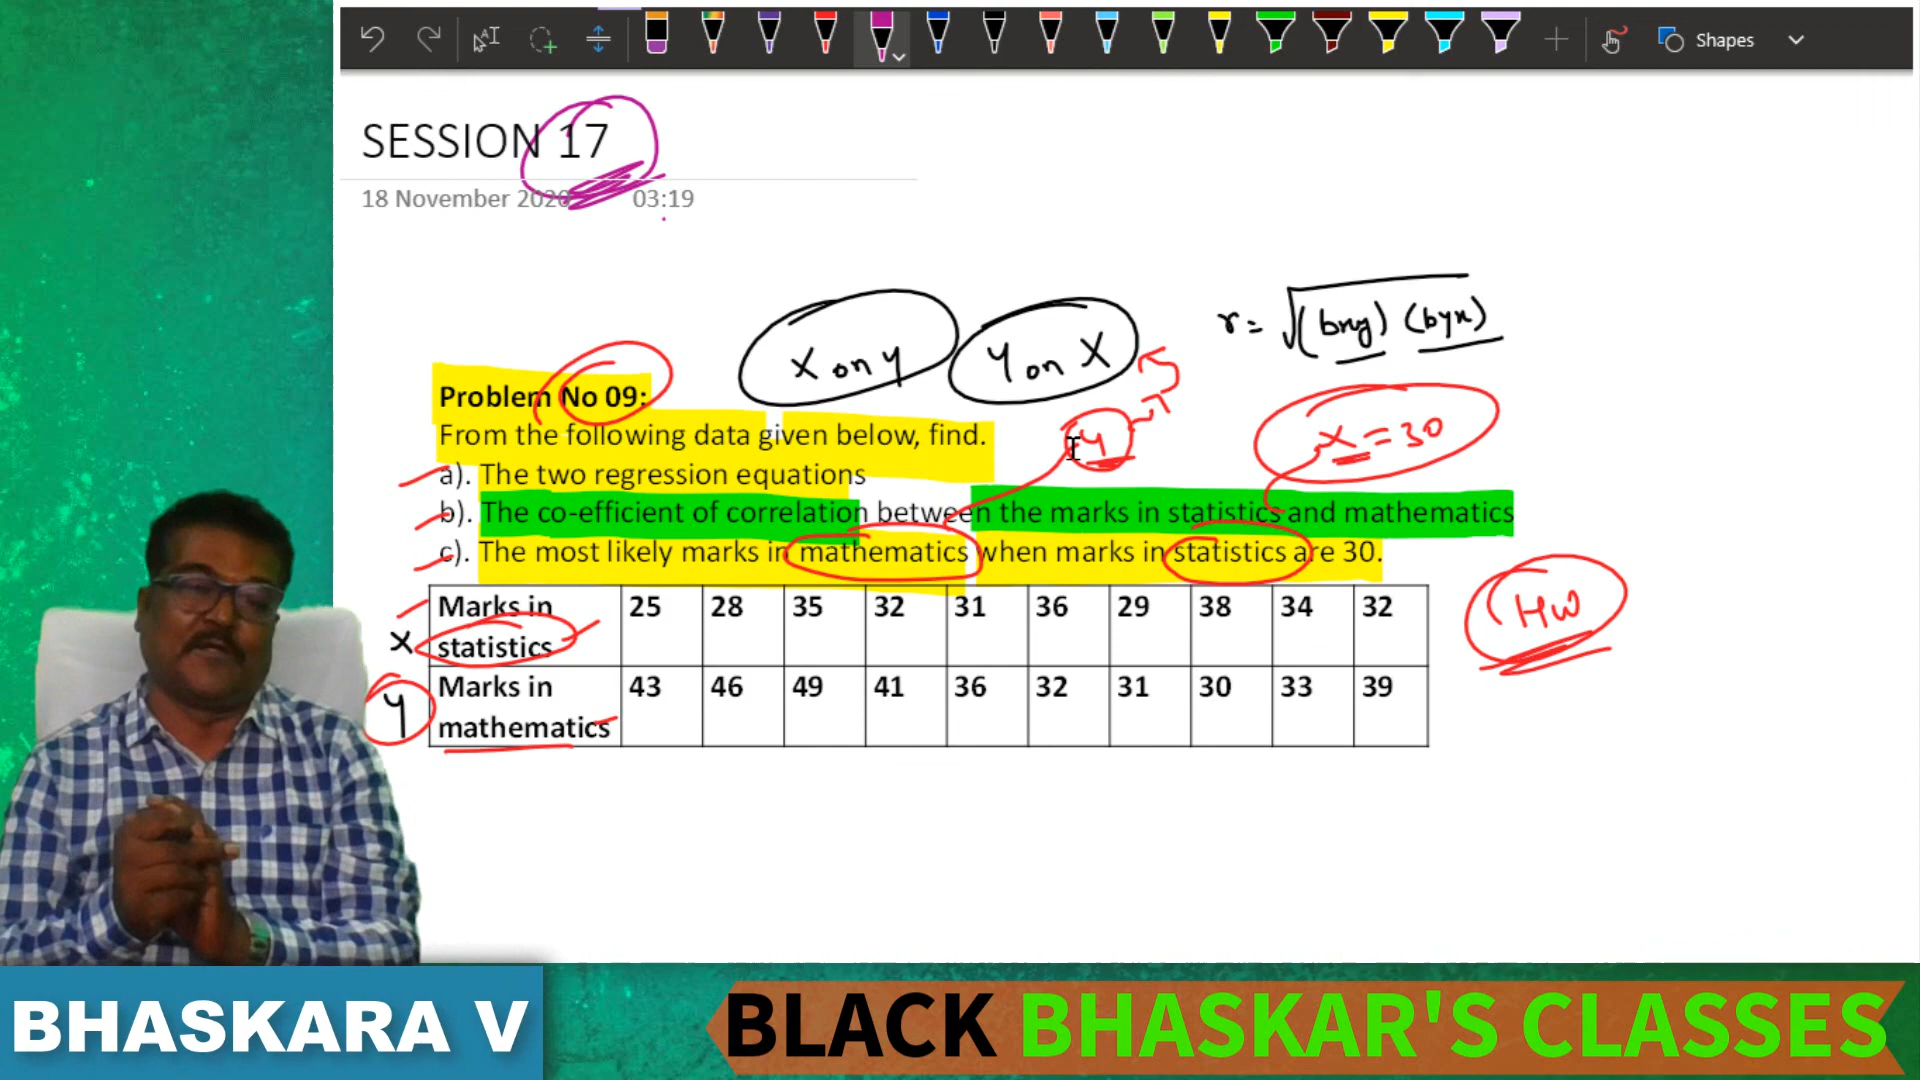 Shapes
SESSION 17
18 November 2020 03:19
X on Y Y on X r = √(bxy) (byx)
Problem No 09:
From the following data given below, find.
Y x = 30
a). The two regression equations
b). The co-efficient of correlation between the marks in statistics and mathematics
c). The most likely marks in mathematics when marks in statistics are 30.
HW
X Marks in statistics 25 28 35 32 31 36 29 38 34 32
Y Marks in mathematics 43 46 49 41 36 32 31 30 33 39
BHASKARA V
BLACK BHASKAR'S CLASSES